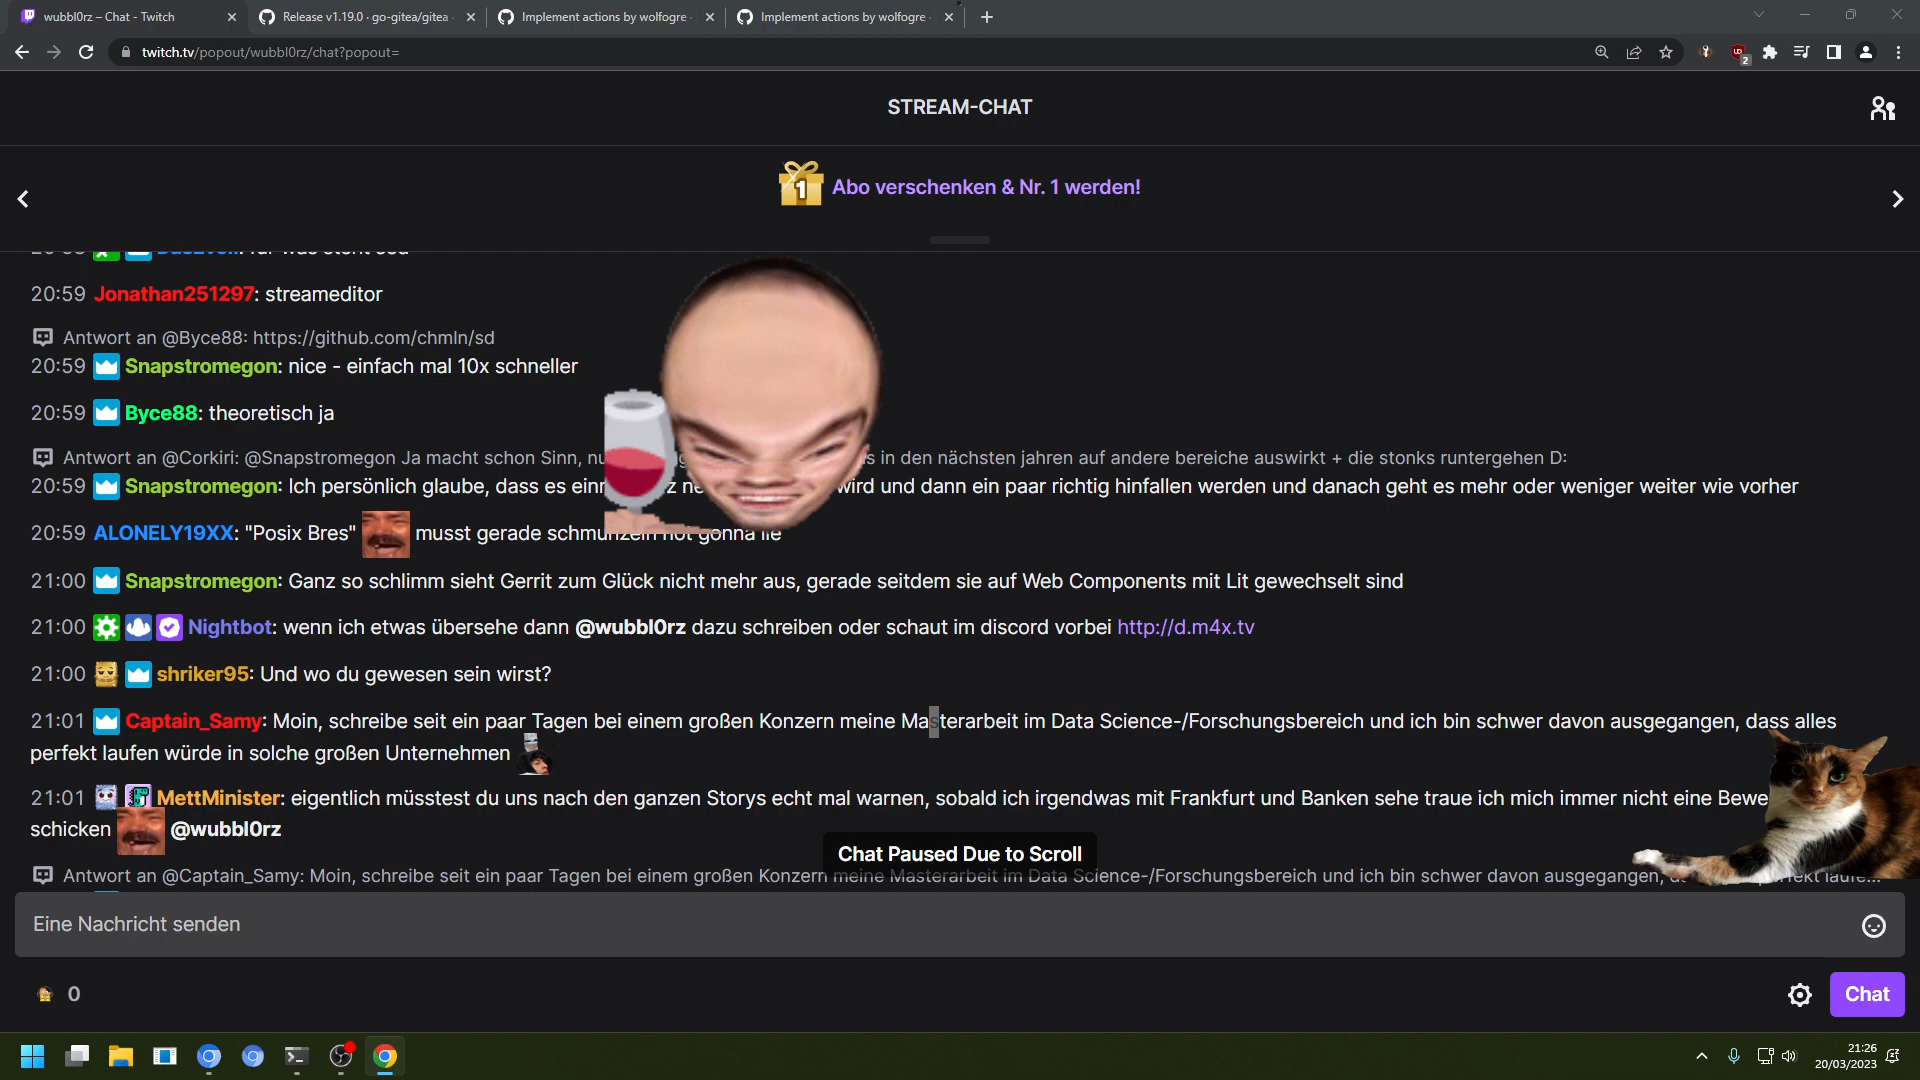 wubbl0rz – Chat - Twitch
Release v1.19.0 · go-gitea/gitea
Implement actions by wolfogre
Implement actions by wolfogre
twitch.tv/popout/wubbl0rz/chat?popout=
2
STREAM-CHAT
1 Abo verschenken & Nr. 1 werden!
20:59 Jonathan251297: streameditor
Antwort an @Byce88: https://github.com/chmln/sd
20:59 Snapstromegon: nice - einfach mal 10x schneller
20:59 Byce88: theoretisch ja
Antwort an @Corkiri: @Snapstromegon Ja macht schon Sinn, in den nächsten jahren auf andere bereiche auswirkt + die stonks runtergehen D:
20:59 Snapstromegon: Ich persönlich glaube, dass es wird und dann ein paar richtig hinfallen werden und danach geht es mehr oder weniger weiter wie vorher
20:59 ALONELY19XX: "Posix Bres" musst gerade schmunzeln not gonna lie
21:00 Snapstromegon: Ganz so schlimm sieht Gerrit zum Glück nicht mehr aus, gerade seitdem sie auf Web Components mit Lit gewechselt sind
21:00 Nightbot: wenn ich etwas übersehe dann @wubbl0rz dazu schreiben oder schaut im discord vorbei http://d.m4x.tv
21:00 shriker95: Und wo du gewesen sein wirst?
21:01 Captain_Samy: Moin, schreibe seit ein paar Tagen bei einem großen Konzern meine Masterarbeit im Data Science-/Forschungsbereich und ich bin schwer davon ausgegangen, dass alles
perfekt laufen würde in solche großen Unternehmen
21:01 MettMinister: eigentlich müsstest du uns nach den ganzen Storys echt mal warnen, sobald ich irgendwas mit Frankfurt und Banken sehe traue ich mich immer nicht eine
schicken @wubbl0rz
Chat Paused Due to Scroll
Antwort an @Captain_Samy: Moin, schreibe seit ein paar Tagen bei einem großen Konzern meine Masterarbeit im Data Science-/Forschungsbereich und ich bin schwer davon ausgegangen,
Eine Nachricht senden
0
Chat
21:26
20/03/2023